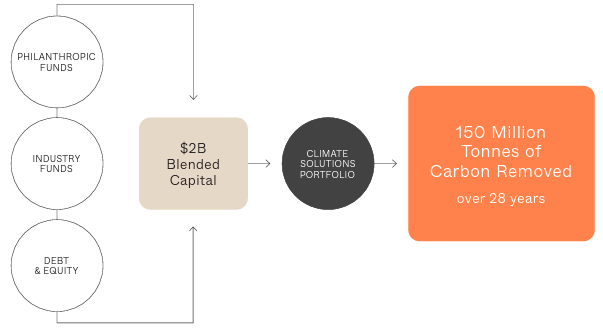 PHILANTHROPIC
FUNDS
INDUSTRY
FUNDS
DEBT
& EQUITY
$2B
Blended
Capital
CLIMATE
SOLUTIONS
PORTFOLIO
150 Million
Tonnes of
Carbon Removed
over 28 years